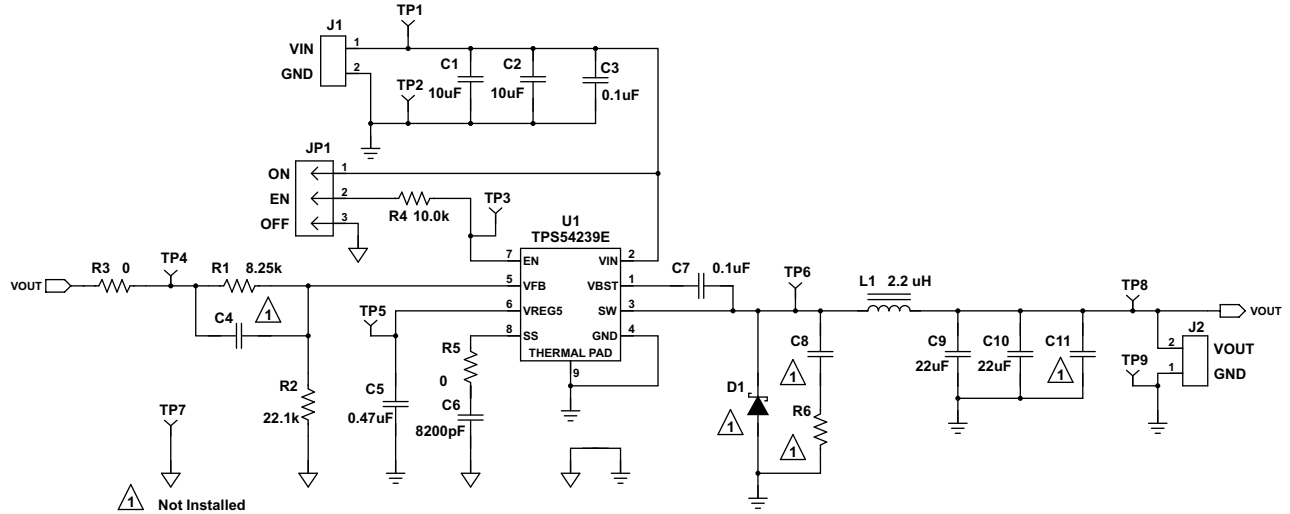 TP1
J1
VIN
1
GND
2
C1
10uF
C2
10uF
C3
0.1uF
TP2
JP1
ON
1
EN
2
OFF
3
R4 10.0k
TP3
U1
TPS54239E
7
EN
VIN
2
5
VFB
VBST
1
6
VREG5
SW
3
8
SS
GND
4
THERMAL PAD
9
VOUT
R3 0
TP4
R1 8.25k
1
C4
TP5
R5
0
C6
8200pF
C5
0.47uF
R2
22.1k
TP7
1 Not Installed
C7
0.1uF
TP6
L1 2.2 uH
C8
1
D1
1
R6
1
C9
22uF
C10
22uF
C11
1
TP8
VOUT
J2
2
VOUT
TP9
1
GND